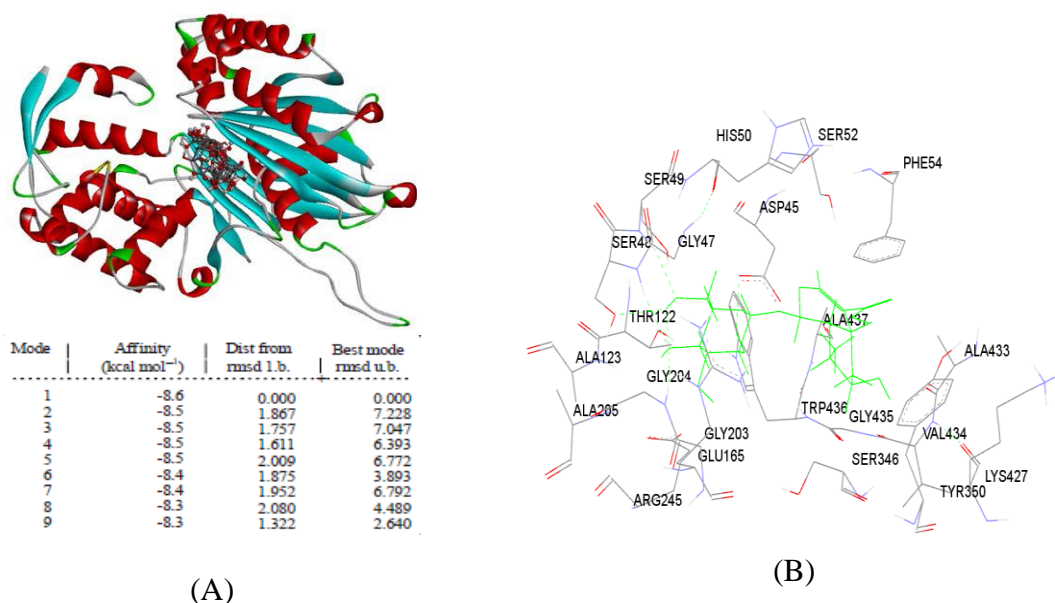 Mode | Affinity | Dist from | Best mode
(kcal mol⁻¹) | rmsd l.b. | rmsd u.b.
1 -8.6 0.000 0.000
2 -8.5 1.867 7.228
3 -8.5 1.757 7.047
4 -8.5 1.611 6.393
5 -8.5 2.009 6.772
6 -8.4 1.875 3.893
7 -8.4 1.952 6.792
8 -8.3 2.080 4.489
9 -8.3 1.322 2.640
(A)
HIS50 SER52
PHE54
SER49
ASP45
SER48 GLY47
THR122 ALA437
ALA123 ALA433
GLY204
ALA205 TRP436 GLY435
GLY203 VAL434
GLU165 SER346
LYS427
ARG245 TYR350
(B)